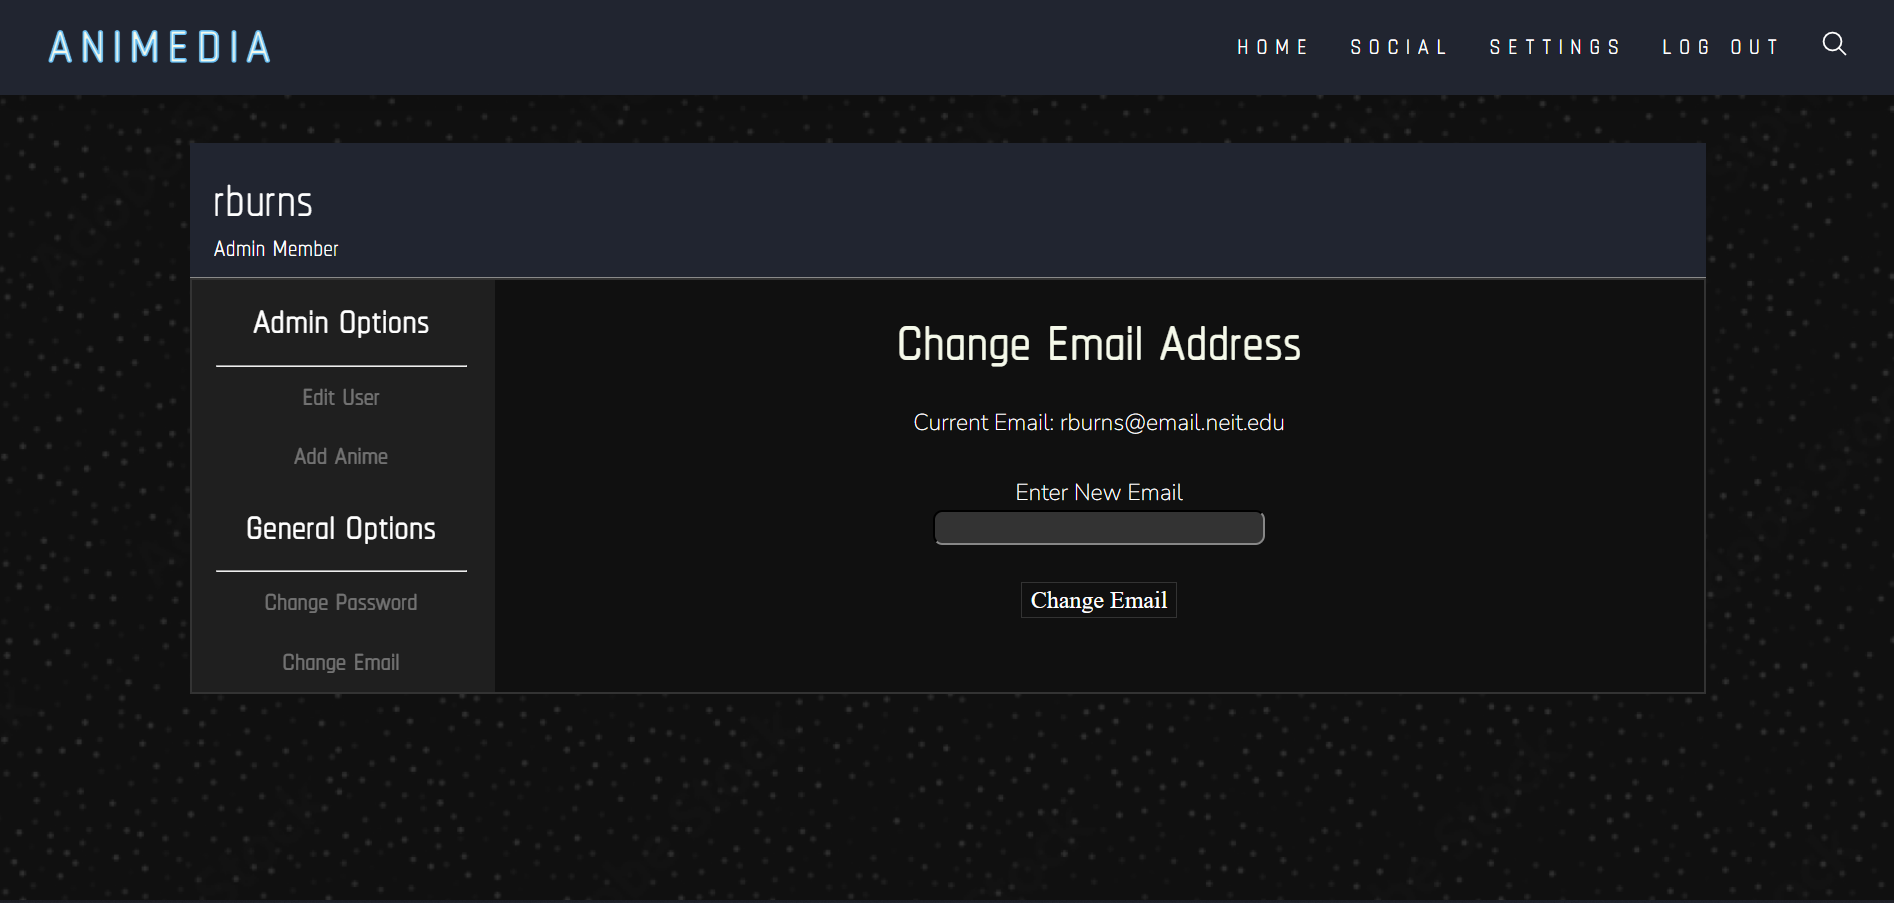 ANIMEDIA
HOME SOCIAL SETTINGS LOG OUT
rburns
Admin Member
Admin Options
Edit User
Add Anime
General Options
Change Password
Change Email
Change Email Address
Current Email: rburns@email.neit.edu
Enter New Email
Change Email